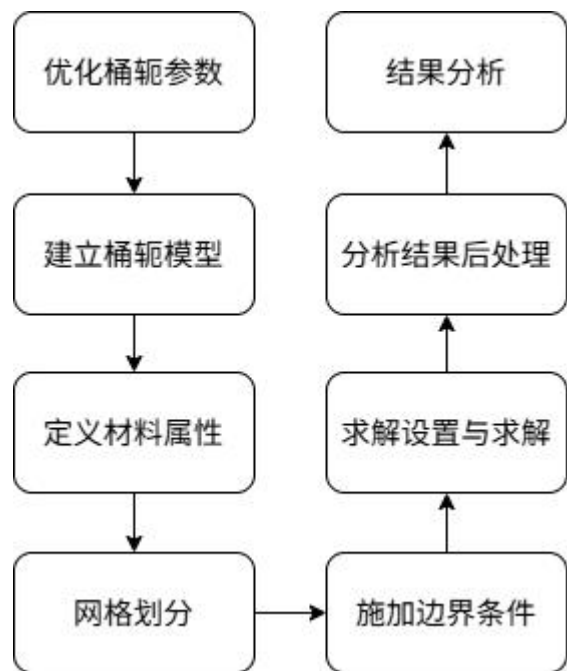 优化桶轭参数
建立桶轭模型
定义材料属性
网格划分
施加边界条件
求解设置与求解
分析结果后处理
结果分析